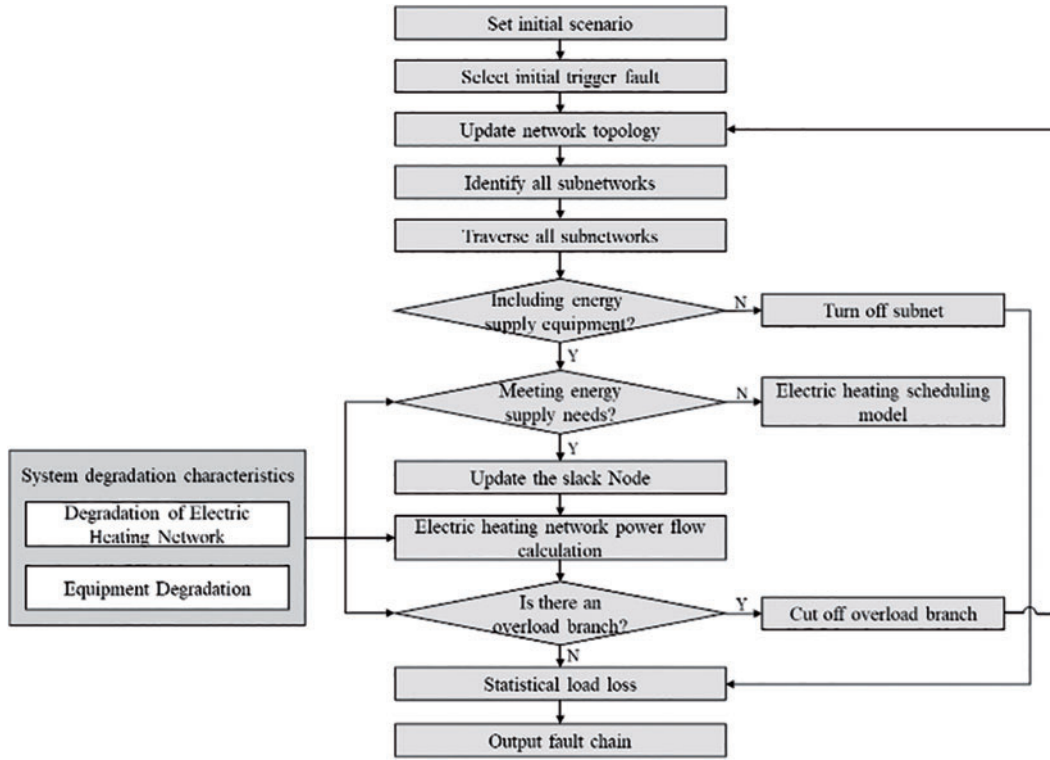 Set initial scenario
Select initial trigger fault
Update network topology
Identify all subnetworks
Traverse all subnetworks
Including energy
supply equipment?
N
Turn off subnet
Y
Meeting energy
supply needs?
N
Electric heating scheduling
model
Y
System degradation characteristics
Degradation of Electric
Heating Network
Equipment Degradation
Update the slack Node
Electric heating network power flow
calculation
Is there an
overload branch?
Y
Cut off overload branch
N
Statistical load loss
Output fault chain